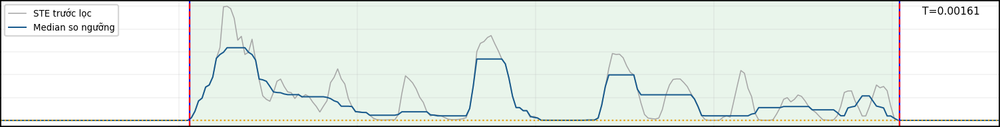 STE trước lọc
Median so ngưỡng
T=0.00161